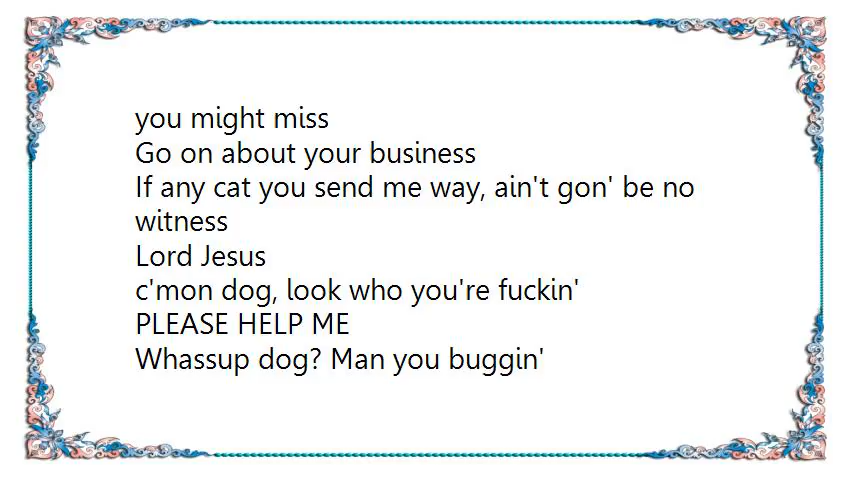 you might miss
Go on about your business
If any cat you send me way, ain't gon' be no
witness
Lord Jesus
c'mon dog, look who you're fuckin'
PLEASE HELP ME
Whassup dog? Man you buggin'